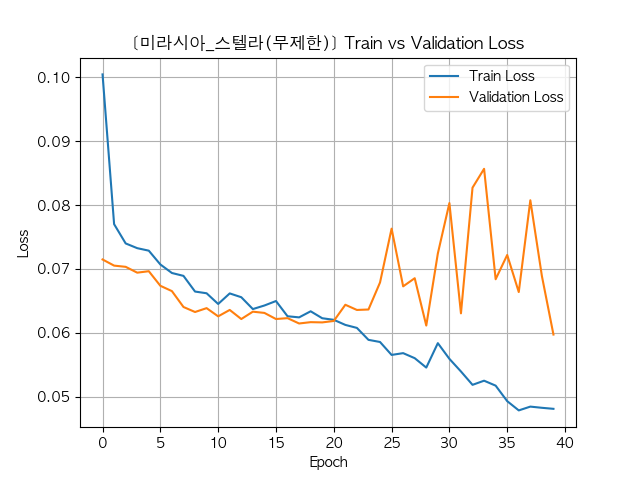 [미라시아_스텔라(무제한)] Train vs Validation Loss
Train Loss
Validation Loss
0.10
0.09
0.08
0.07
0.06
0.05
Loss
0 5 10 15 20 25 30 35 40
Epoch